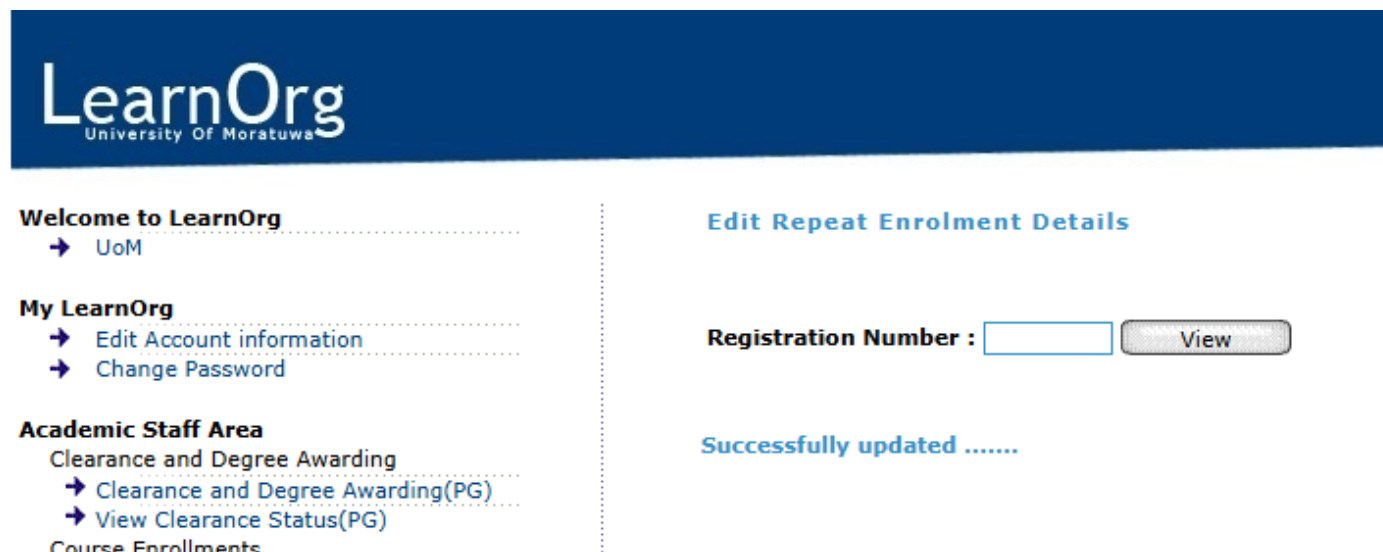 LearnOrg
University Of Moratuwa
Welcome to LearnOrg
UoM
My LearnOrg
Edit Account information
Change Password
Academic Staff Area
Clearance and Degree Awarding
Clearance and Degree Awarding(PG)
View Clearance Status(PG)
Course Enrollments
Edit Repeat Enrolment Details
Registration Number : View
Successfully updated .......